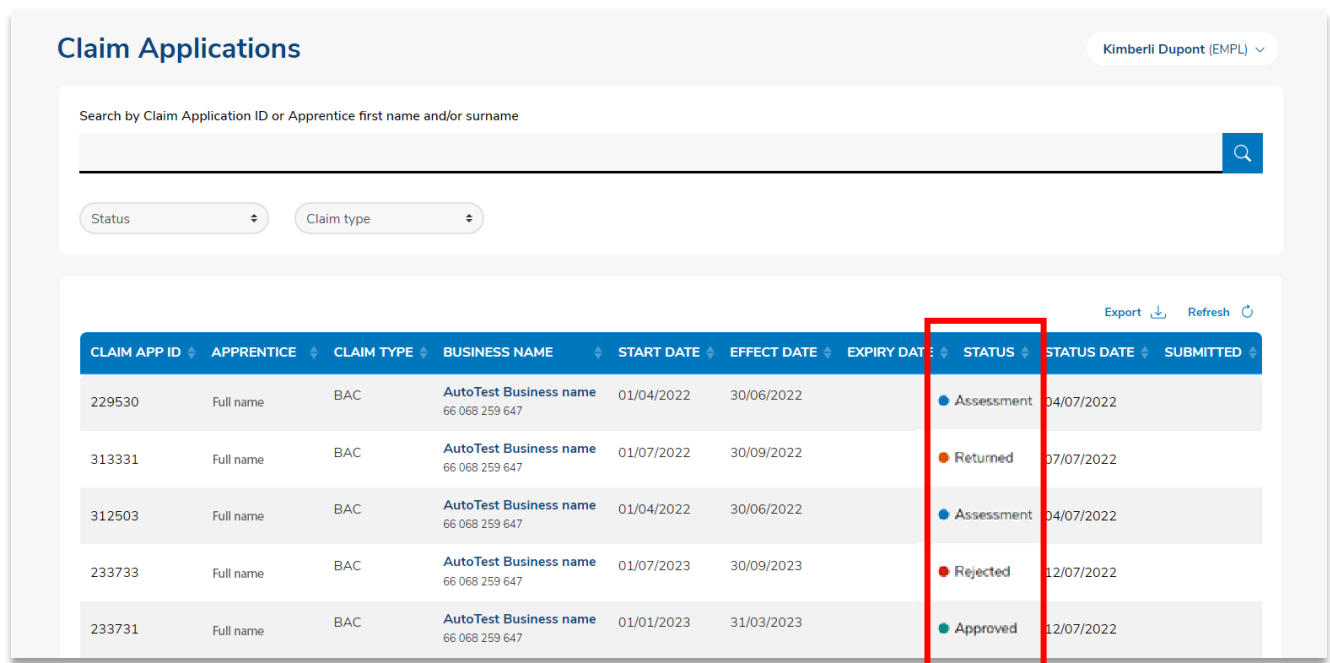 Claim Applications
Kimberli Dupont (EMPL)
Search by Claim Application ID or Apprentice first name and/or surname
Status Claim type
Export Refresh
CLAIM APP ID APPRENTICE CLAIM TYPE BUSINESS NAME START DATE EFFECT DATE EXPIRY DATE STATUS STATUS DATE SUBMITTED
229530 Full name BAC AutoTest Business name 01/04/2022 30/06/2022 Assessment 04/07/2022
66 068 259 647
313331 Full name BAC AutoTest Business name 01/07/2022 30/09/2022 Returned 07/07/2022
66 068 259 647
312503 Full name BAC AutoTest Business name 01/04/2022 30/06/2022 Assessment 04/07/2022
66 068 259 647
233733 Full name BAC AutoTest Business name 01/07/2023 30/09/2023 Rejected 12/07/2022
66 068 259 647
233731 Full name BAC AutoTest Business name 01/01/2023 31/03/2023 Approved 12/07/2022
66 068 259 647